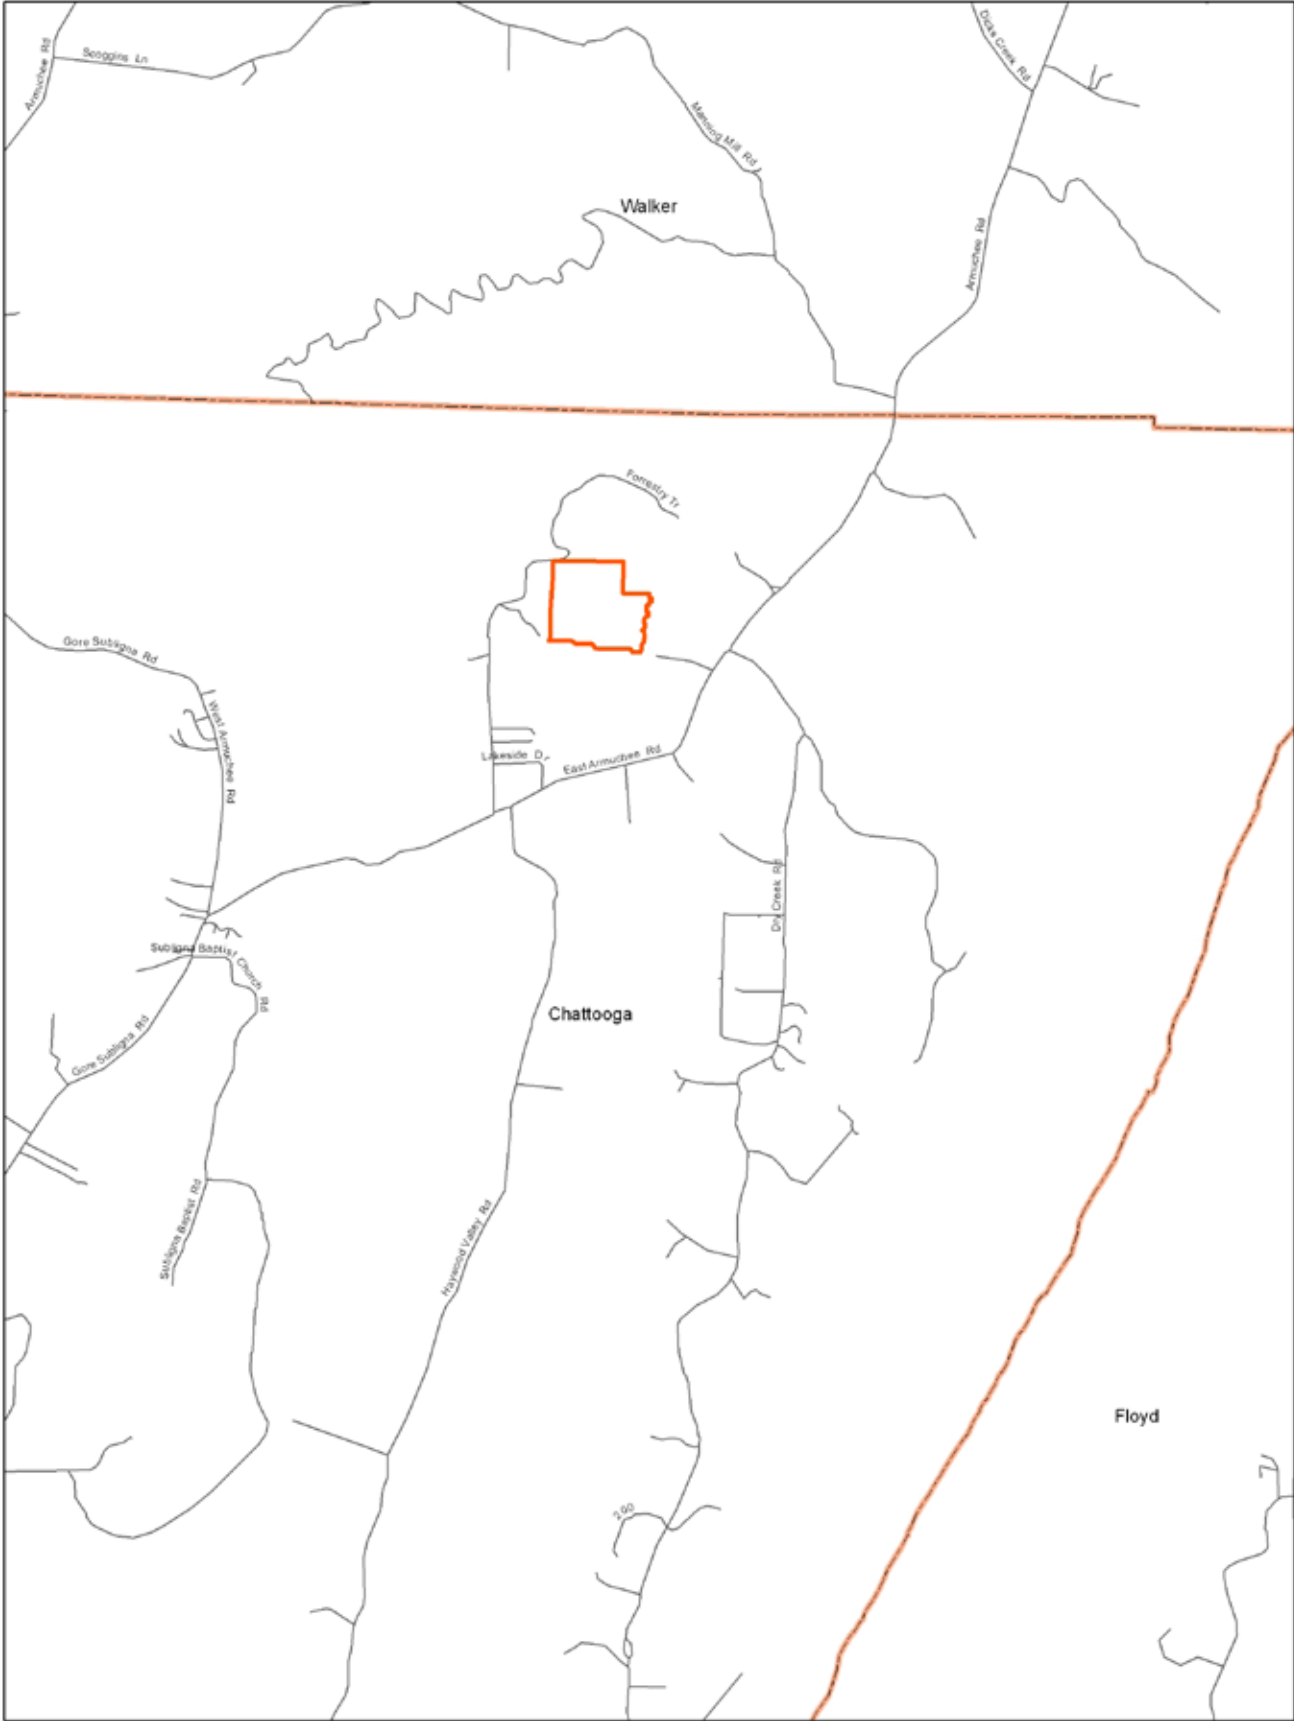 Dicks Creek Rd
Armuchee Rd
Scoggins Ln
Manning Mill Rd
Walker
Armuchee Rd
Forrestry Tr
Gore Subligna Rd
West Armuchee Rd
Lakeside Dr
East Armuchee Rd
Dry Creek Rd
Subligna Baptist Church Rd
Chattooga
Gore Subligna Rd
Subligna Baptist Rd
Haywood Valley Rd
Floyd
290